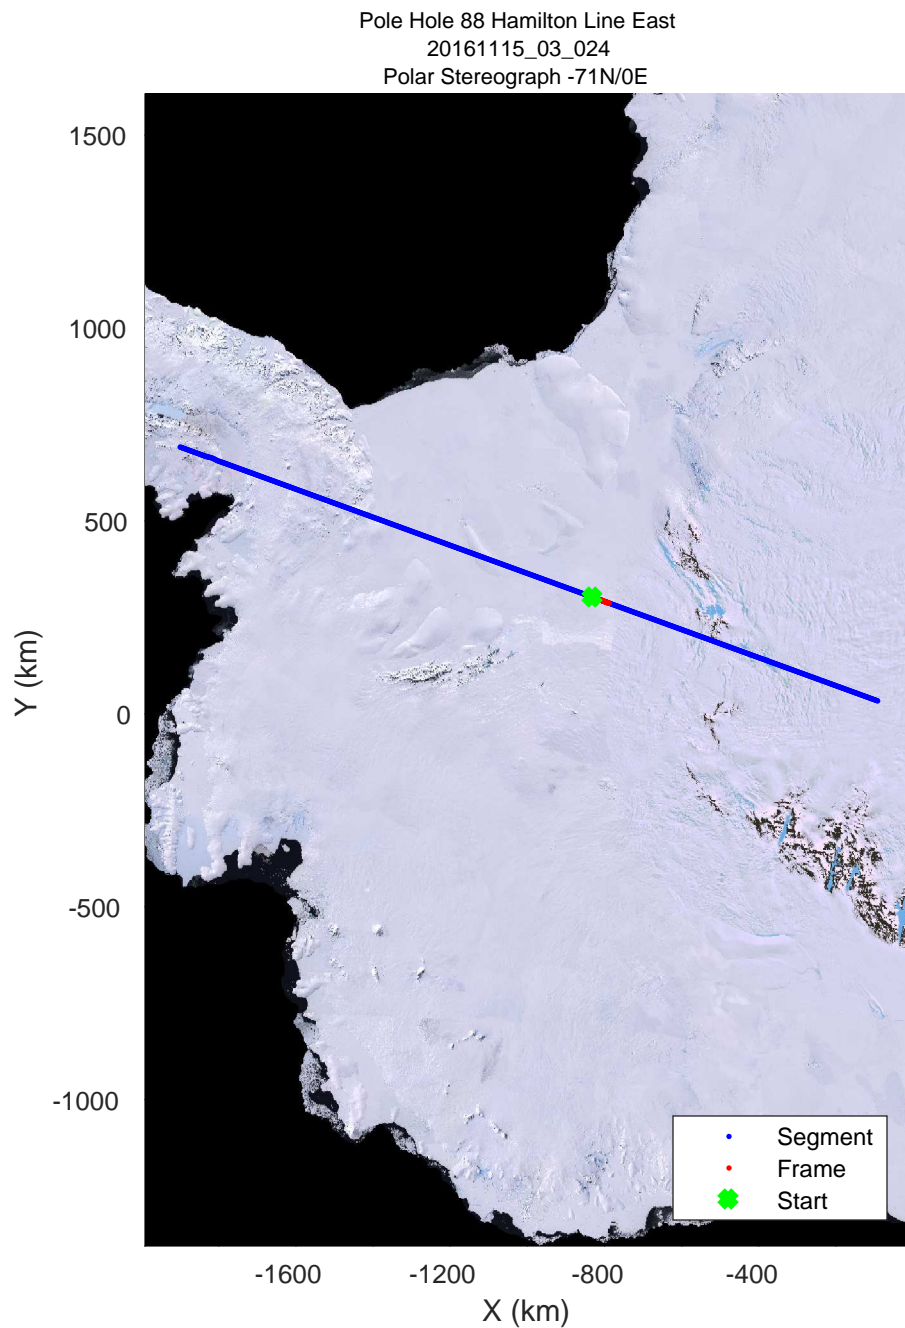 Pole Hole 88 Hamilton Line East
20161115_03_024
Polar Stereograph -71N/0E
1500
1000
500
0
-500
-1000
Y (km)
-1600
-1200
-800
-400
X (km)
Segment
Frame
Start